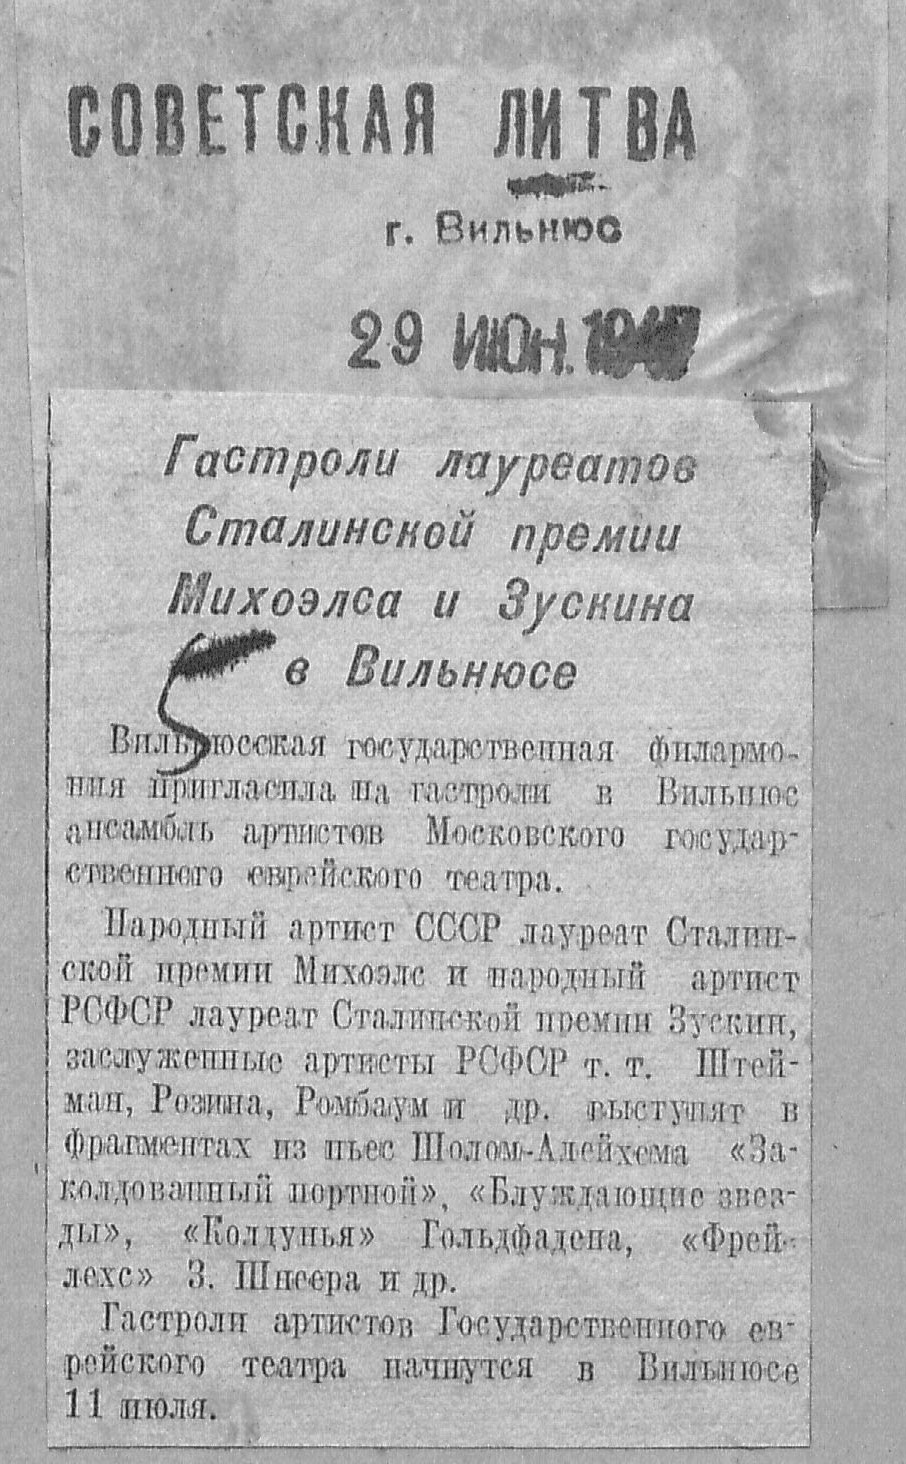 СОВЕТСКАЯ ЛИТВА
г. Вильнюс
29 ИЮН. 1947
Гастроли лауреатов
Сталинской премии
Михоэлса и Зускина
в Вильнюсе
Вильнюсская государственная филармо-
ния пригласила на гастроли в Вильнюс
ансамбль артистов Московского государ-
ственного еврейского театра.
Народный артист СССР лауреат Сталин-
ской премии Михоэлс и народный артист
РСФСР лауреат Сталинской премии Зускин,
заслуженные артисты РСФСР т. т. Штей-
ман, Розина, Ромбаум и др. выступят в
фрагментах из пьес Шолом-Алейхема «За-
колдованный портной», «Блуждающие звез-
ды», «Колдунья» Гольдфадена, «Фрей-
лехс» З. Шнеера и др.
Гастроли артистов Государственного ев-
рейского театра начнутся в Вильнюсе
11 июля.